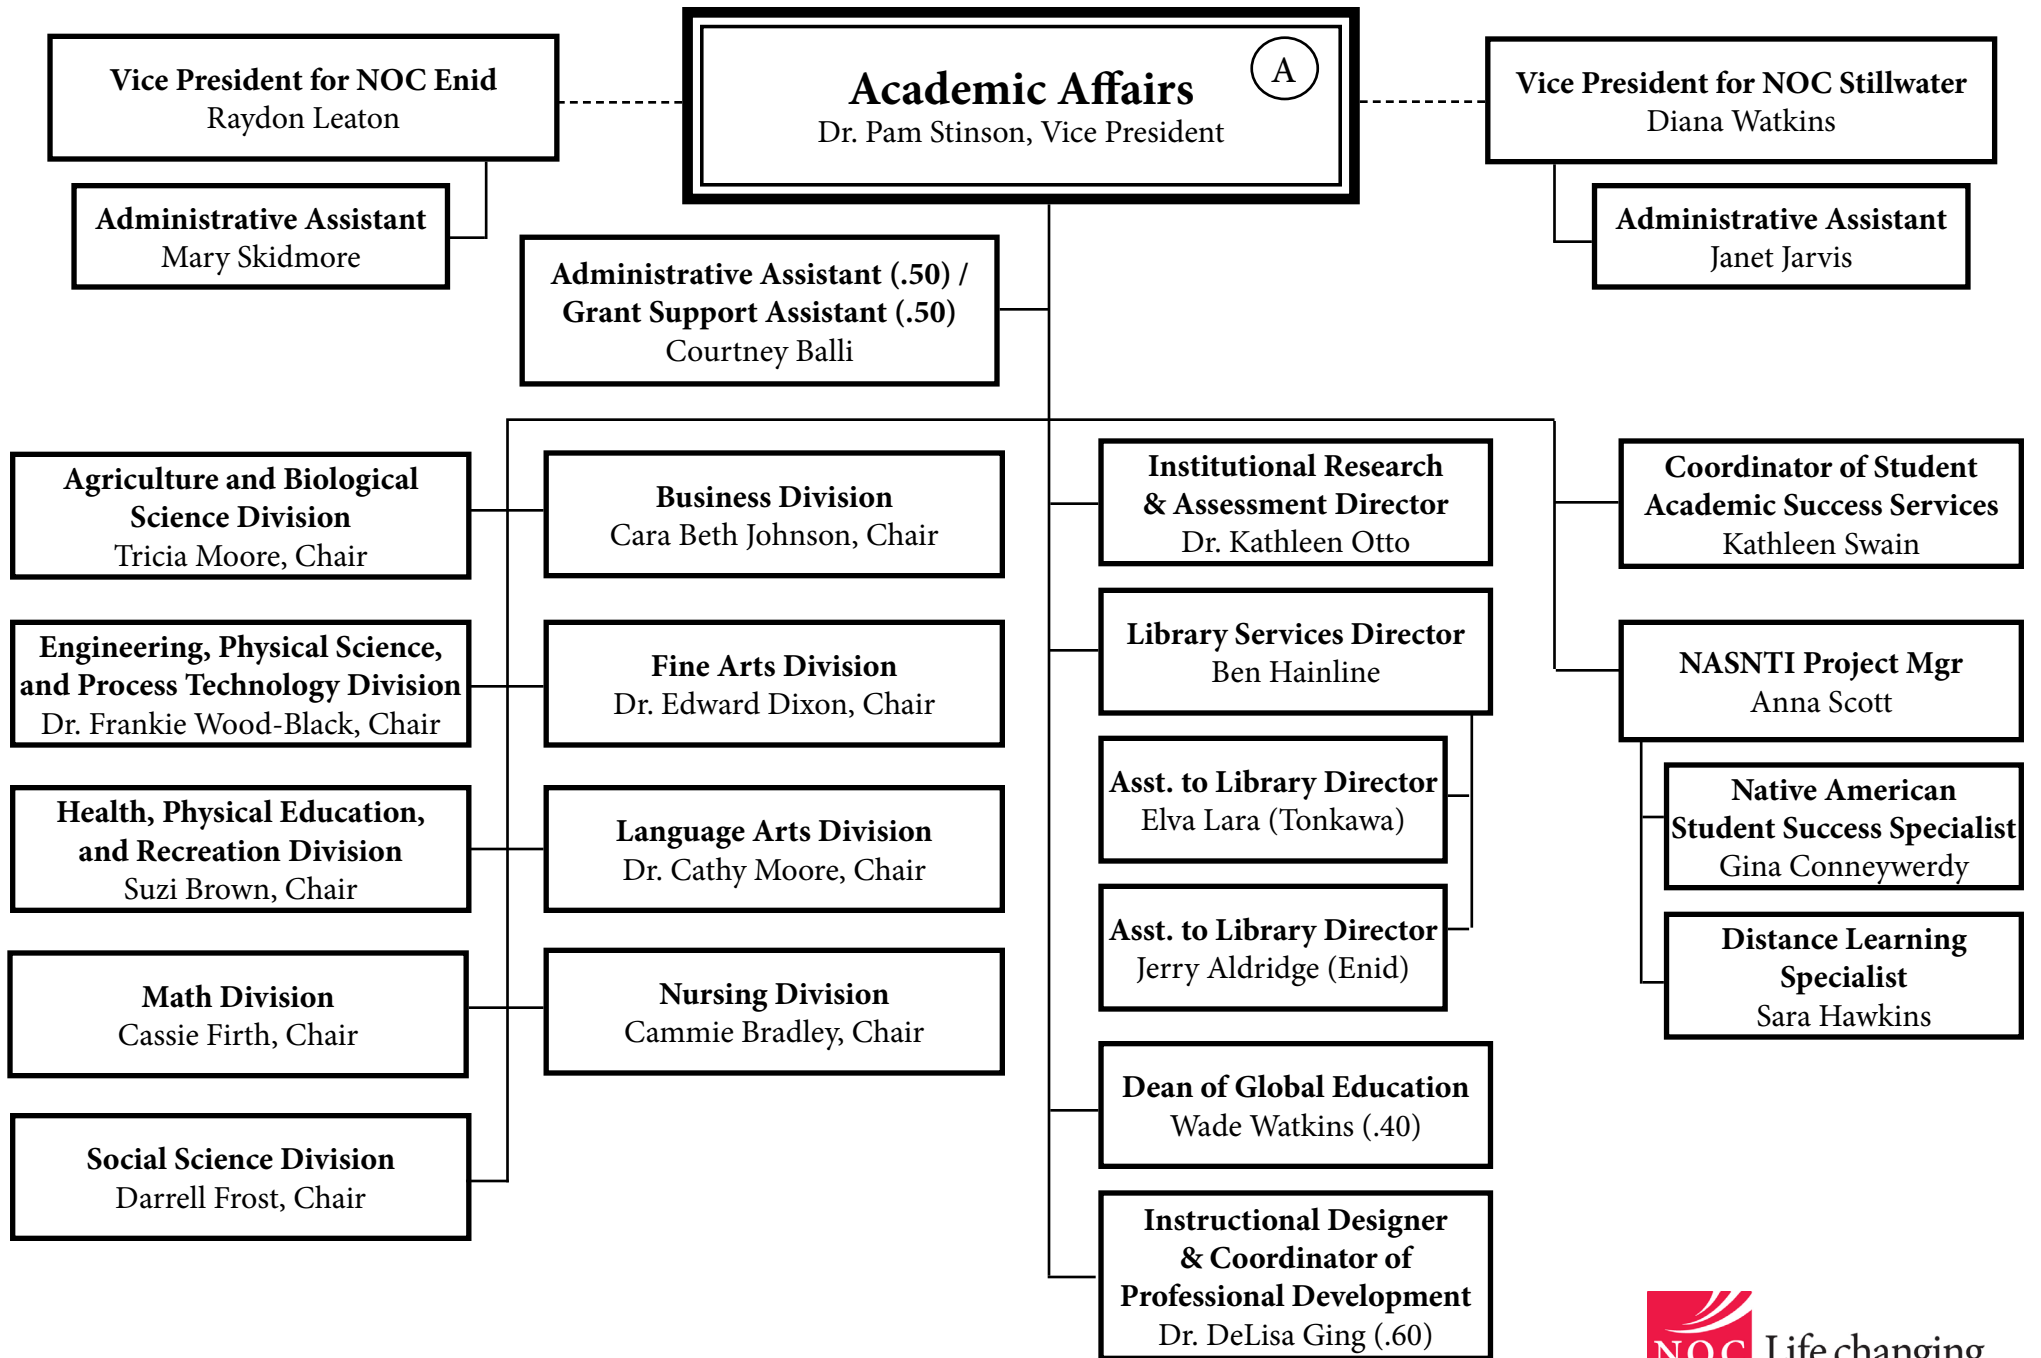 Vice President for NOC Enid
Raydon Leaton
Administrative Assistant
Mary Skidmore
Academic Affairs
Dr. Pam Stinson, Vice President
A
Vice President for NOC Stillwater
Diana Watkins
Administrative Assistant
Janet Jarvis
Administrative Assistant (.50) /
Grant Support Assistant (.50)
Courtney Balli
Agriculture and Biological
Science Division
Tricia Moore, Chair
Business Division
Cara Beth Johnson, Chair
Engineering, Physical Science,
and Process Technology Division
Dr. Frankie Wood-Black, Chair
Fine Arts Division
Dr. Edward Dixon, Chair
Health, Physical Education,
and Recreation Division
Suzi Brown, Chair
Language Arts Division
Dr. Cathy Moore, Chair
Math Division
Cassie Firth, Chair
Nursing Division
Cammie Bradley, Chair
Social Science Division
Darrell Frost, Chair
Institutional Research
& Assessment Director
Dr. Kathleen Otto
Library Services Director
Ben Hainline
Asst. to Library Director
Elva Lara (Tonkawa)
Asst. to Library Director
Jerry Aldridge (Enid)
Dean of Global Education
Wade Watkins (.40)
Instructional Designer
& Coordinator of
Professional Development
Dr. DeLisa Ging (.60)
Coordinator of Student
Academic Success Services
Kathleen Swain
NASNTI Project Mgr
Anna Scott
Native American
Student Success Specialist
Gina Conneywerdy
Distance Learning
Specialist
Sara Hawkins
NOC
Life changing